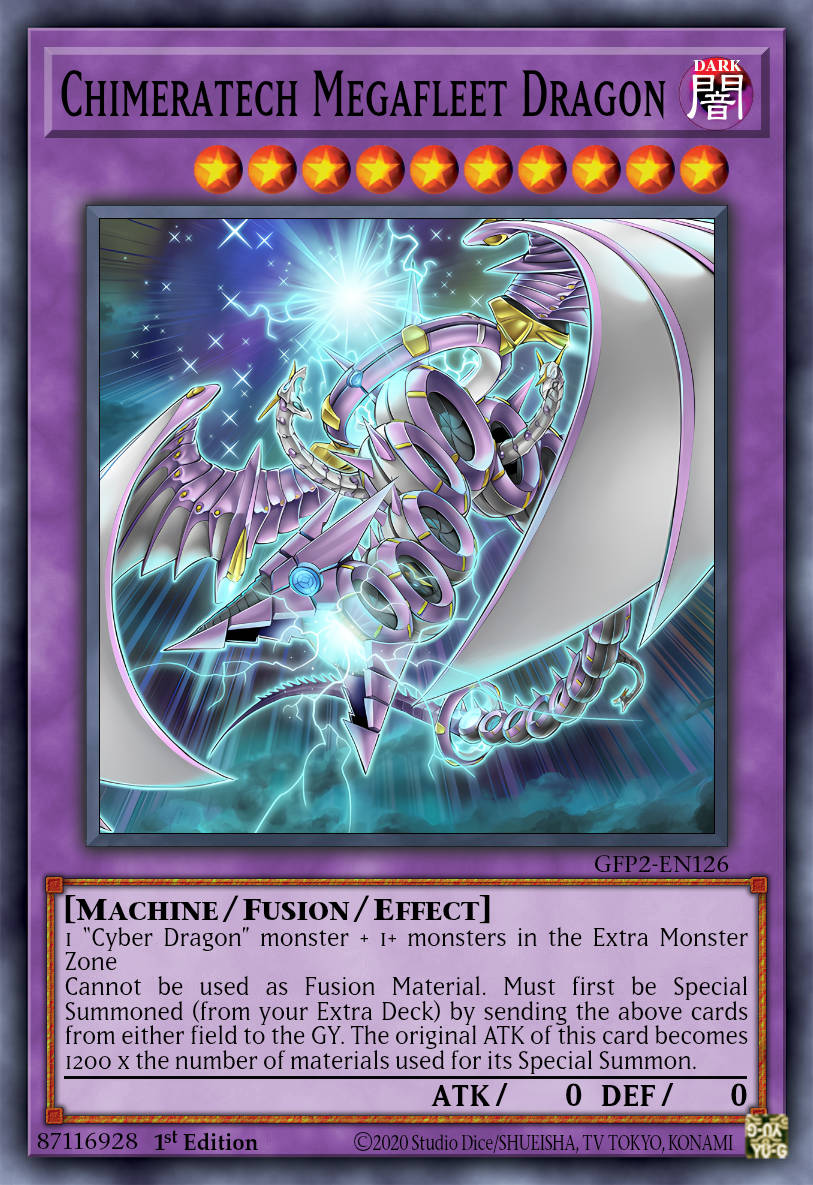 Chimeratech Megafleet Dragon
DARK
闇
GFP2-EN126
[Machine/Fusion/Effect]
1 "Cyber Dragon" monster + 1+ monsters in the Extra Monster
Zone
Cannot be used as Fusion Material. Must first be Special
Summoned (from your Extra Deck) by sending the above cards
from either field to the GY. The original ATK of this card becomes
1200 x the number of materials used for its Special Summon.
ATK/ 0 DEF/ 0
87116928 1st Edition ©2020 Studio Dice/SHUEISHA, TV TOKYO, KONAMI